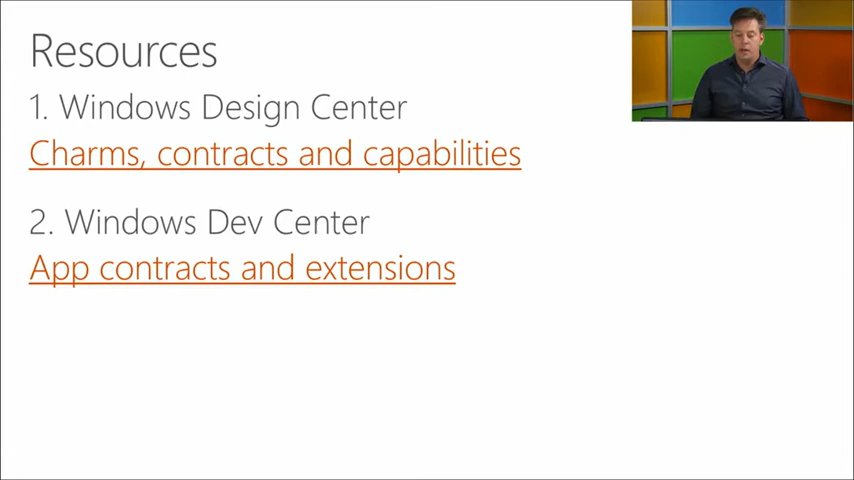 Resources
1. Windows Design Center
Charms, contracts and capabilities
2. Windows Dev Center
App contracts and extensions